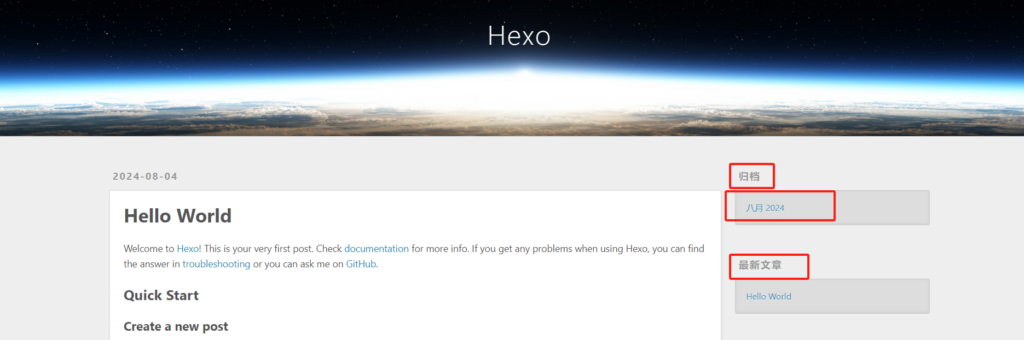 Hexo
2024-08-04
Hello World
Welcome to Hexo! This is your very first post. Check documentation for more info. If you get any problems when using Hexo, you can find
the answer in troubleshooting or you can ask me on GitHub.
Quick Start
Create a new post
归档
八月 2024
最新文章
Hello World